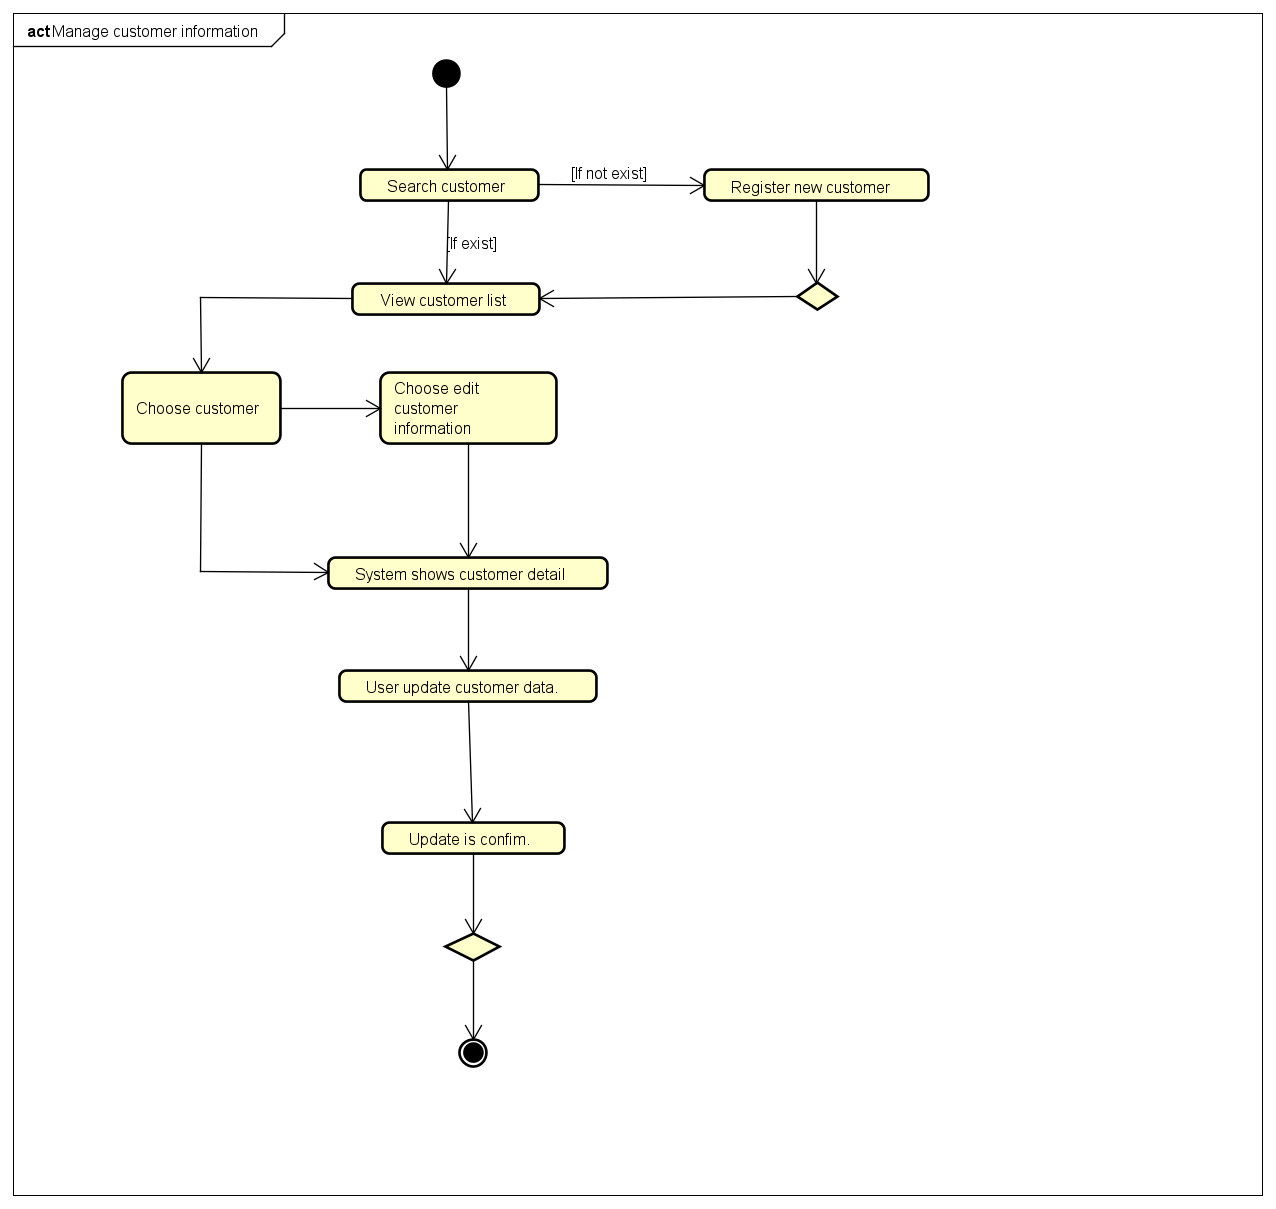 act Manage customer information
Search customer
[If not exist]
Register new customer
[If exist]
View customer list
Choose customer
Choose edit
customer
information
System shows customer detail
User update customer data.
Update is confim.